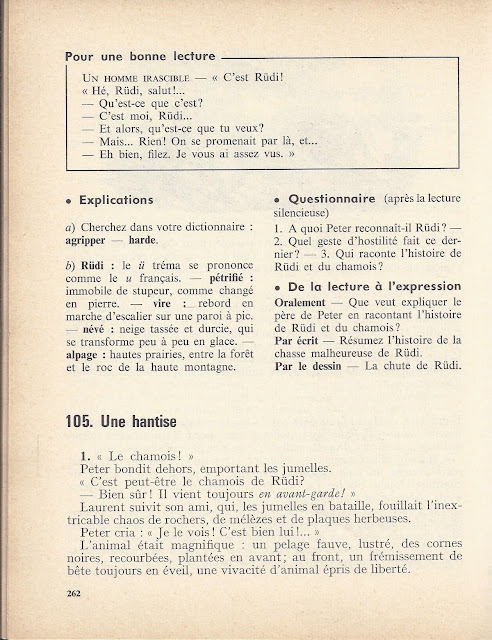 Pour une bonne lecture
UN HOMME IRASCIBLE — « C'est Rüdi!
« Hé, Rüdi, salut!...
— Qu'est-ce que c'est?
— C'est moi, Rüdi...
— Et alors, qu'est-ce que tu veux?
— Mais... Rien! On se promenait par là, et...
— Eh bien, filez. Je vous ai assez vus. »
• Explications
a) Cherchez dans votre dictionnaire :
agripper — harde.
b) Rüdi : le ü tréma se prononce
comme le u français. — pétrifié :
immobile de stupeur, comme changé
en pierre. — vire : rebord en
marche d'escalier sur une paroi à pic.
— névé : neige tassée et durcie, qui
se transforme peu à peu en glace. —
alpage : hautes prairies, entre la forêt
et le roc de la haute montagne.
• Questionnaire (après la lecture
silencieuse)
1. A quoi Peter reconnaît-il Rüdi? —
2. Quel geste d'hostilité fait ce der-
nier? — 3. Qui raconte l'histoire de
Rüdi et du chamois?
• De la lecture à l'expression
Oralement — Que veut expliquer le
père de Peter en racontant l'histoire
de Rüdi et du chamois?
Par écrit — Résumez l'histoire de la
chasse malheureuse de Rüdi.
Par le dessin — La chute de Rüdi.
105. Une hantise
1. « Le chamois! »
Peter bondit dehors, emportant les jumelles.
« C'est peut-être le chamois de Rüdi?
— Bien sûr! Il vient toujours en avant-garde! »
Laurent suivit son ami, qui, les jumelles en bataille, fouillait l'inex-
tricable chaos de rochers, de mélèzes et de plaques herbeuses.
Peter cria : « Je le vois! C'est bien lui!... »
L'animal était magnifique : un pelage fauve, lustré, des cornes
noires, recourbées, plantées en avant; au front, un frémissement de
bête toujours en éveil, une vivacité d'animal épris de liberté.
262